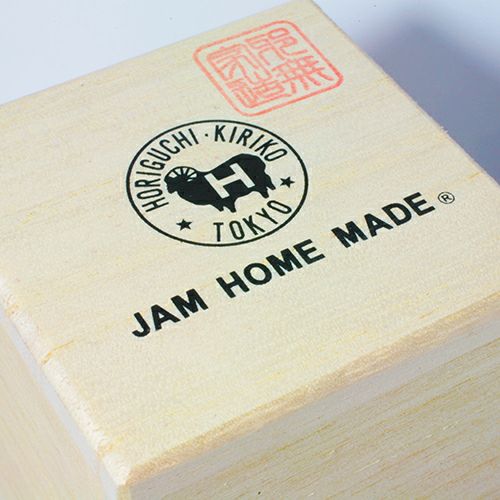 HORIGUCHI · KIRIKO
H
★ TOKYO ★
JAM HOME MADE®